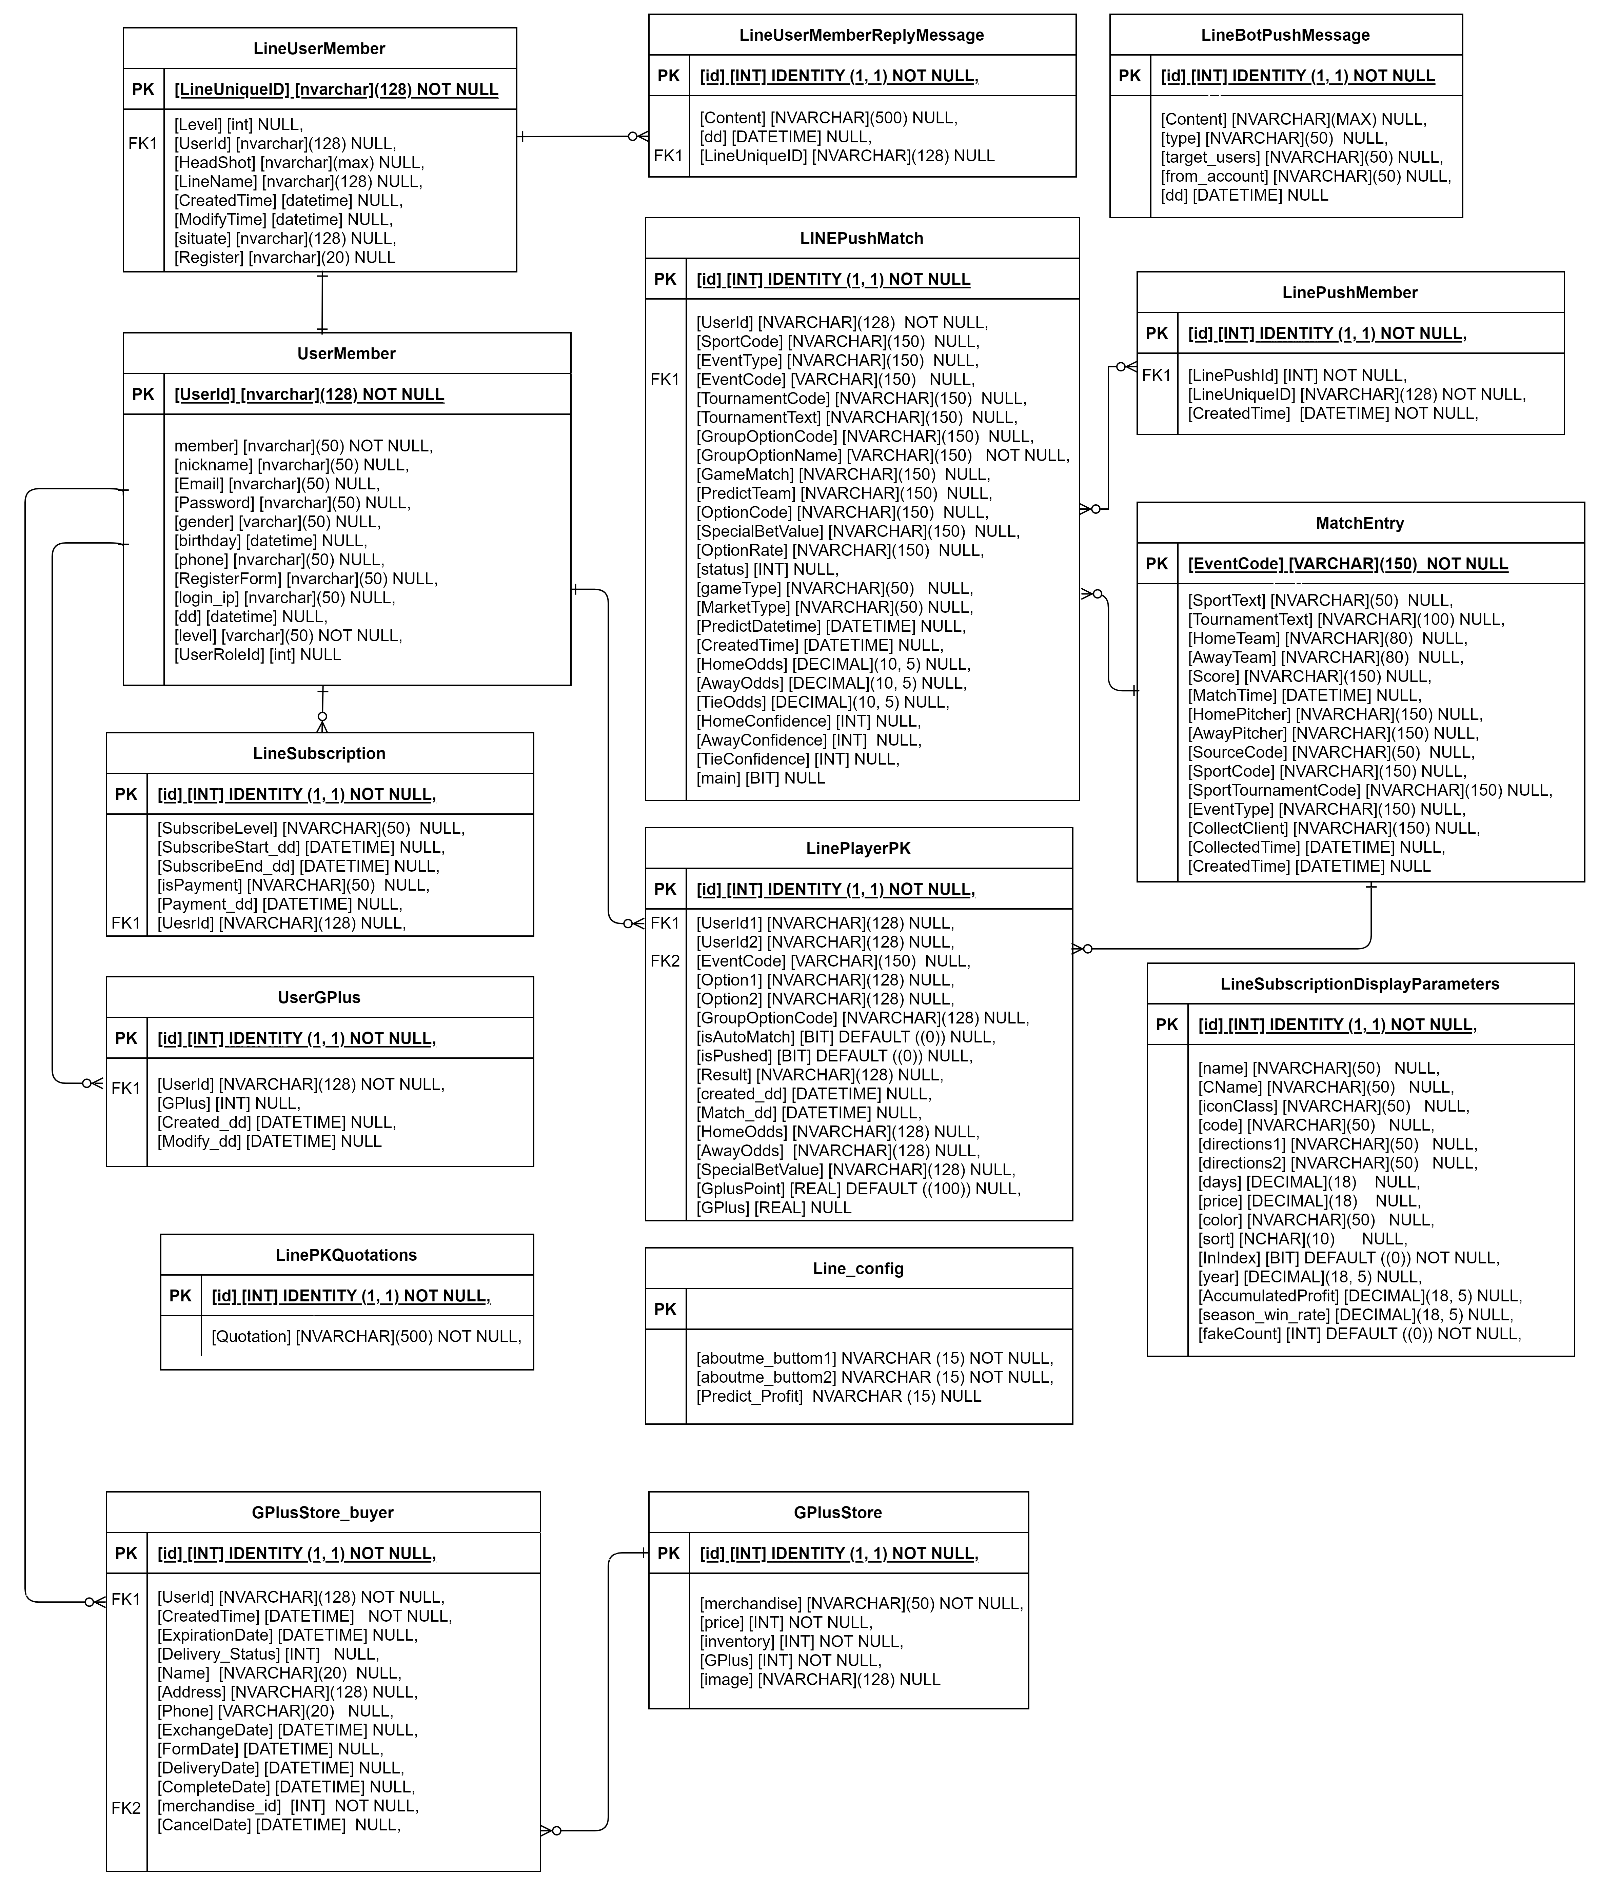 LineUserMember
PK [LineUniqueID] [nvarchar](128) NOT NULL
[Level] [int] NULL,
FK1 [UserId] [nvarchar](128) NULL,
[HeadShot] [nvarchar](max) NULL,
[LineName] [nvarchar](128) NULL,
[CreatedTime] [datetime] NULL,
[ModifyTime] [datetime] NULL,
[situate] [nvarchar](128) NULL,
[Register] [nvarchar](20) NULL
LineUserMemberReplyMessage
PK [id] [INT] IDENTITY (1, 1) NOT NULL,
[Content] [NVARCHAR](500) NULL,
[dd] [DATETIME] NULL,
FK1 [LineUniqueID] [NVARCHAR](128) NULL
LineBotPushMessage
PK [id] [INT] IDENTITY (1, 1) NOT NULL
[Content] [NVARCHAR](MAX) NULL,
[type] [NVARCHAR](50) NULL,
[target_users] [NVARCHAR](50) NULL,
[from_account] [NVARCHAR](50) NULL,
[dd] [DATETIME] NULL
LINEPushMatch
PK [id] [INT] IDENTITY (1, 1) NOT NULL
[UserId] [NVARCHAR](128) NOT NULL,
[SportCode] [NVARCHAR](150) NULL,
[EventType] [NVARCHAR](150) NULL,
FK1 [EventCode] [VARCHAR](150) NULL,
[TournamentCode] [NVARCHAR](150) NULL,
[TournamentText] [NVARCHAR](150) NULL,
[GroupOptionCode] [NVARCHAR](150) NULL,
[GroupOptionName] [VARCHAR](150) NOT NULL,
[GameMatch] [NVARCHAR](150) NULL,
[PredictTeam] [NVARCHAR](150) NULL,
[OptionCode] [NVARCHAR](150) NULL,
[SpecialBetValue] [NVARCHAR](150) NULL,
[OptionRate] [NVARCHAR](150) NULL,
[status] [INT] NULL,
[gameType] [NVARCHAR](50) NULL,
[MarketType] [NVARCHAR](50) NULL,
[PredictDatetime] [DATETIME] NULL,
[CreatedTime] [DATETIME] NULL,
[HomeOdds] [DECIMAL](10, 5) NULL,
[AwayOdds] [DECIMAL](10, 5) NULL,
[TieOdds] [DECIMAL](10, 5) NULL,
[HomeConfidence] [INT] NULL,
[AwayConfidence] [INT] NULL,
[TieConfidence] [INT] NULL,
[main] [BIT] NULL
LinePushMember
PK [id] [INT] IDENTITY (1, 1) NOT NULL,
FK1 [LinePushId] [INT] NOT NULL,
[LineUniqueID] [NVARCHAR](128) NOT NULL,
[CreatedTime] [DATETIME] NOT NULL,
UserMember
PK [UserId] [nvarchar](128) NOT NULL
member] [nvarchar](50) NOT NULL,
[nickname] [nvarchar](50) NULL,
[Email] [nvarchar](50) NULL,
[Password] [nvarchar](50) NULL,
[gender] [varchar](50) NULL,
[birthday] [datetime] NULL,
[phone] [nvarchar](50) NULL,
[RegisterForm] [nvarchar](50) NULL,
[login_ip] [nvarchar](50) NULL,
[dd] [datetime] NULL,
[level] [varchar](50) NOT NULL,
[UserRoleId] [int] NULL
MatchEntry
PK [EventCode] [VARCHAR](150) NOT NULL
[SportText] [NVARCHAR](50) NULL,
[TournamentText] [NVARCHAR](100) NULL,
[HomeTeam] [NVARCHAR](80) NULL,
[AwayTeam] [NVARCHAR](80) NULL,
[Score] [NVARCHAR](150) NULL,
[MatchTime] [DATETIME] NULL,
[HomePitcher] [NVARCHAR](150) NULL,
[AwayPitcher] [NVARCHAR](150) NULL,
[SourceCode] [NVARCHAR](50) NULL,
[SportCode] [NVARCHAR](150) NULL,
[SportTournamentCode] [NVARCHAR](150) NULL,
[EventType] [NVARCHAR](150) NULL,
[CollectClient] [NVARCHAR](150) NULL,
[CollectedTime] [DATETIME] NULL,
[CreatedTime] [DATETIME] NULL
LineSubscription
PK [id] [INT] IDENTITY (1, 1) NOT NULL,
[SubscribeLevel] [NVARCHAR](50) NULL,
[SubscribeStart_dd] [DATETIME] NULL,
[SubscribeEnd_dd] [DATETIME] NULL,
[isPayment] [NVARCHAR](50) NULL,
[Payment_dd] [DATETIME] NULL,
FK1 [UesrId] [NVARCHAR](128) NULL,
LinePlayerPK
PK [id] [INT] IDENTITY (1, 1) NOT NULL,
FK1 [UserId1] [NVARCHAR](128) NULL,
[UserId2] [NVARCHAR](128) NULL,
FK2 [EventCode] [VARCHAR](150) NULL,
[Option1] [NVARCHAR](128) NULL,
[Option2] [NVARCHAR](128) NULL,
[GroupOptionCode] [NVARCHAR](128) NULL,
[isAutoMatch] [BIT] DEFAULT ((0)) NULL,
[isPushed] [BIT] DEFAULT ((0)) NULL,
[Result] [NVARCHAR](128) NULL,
[created_dd] [DATETIME] NULL,
[Match_dd] [DATETIME] NULL,
[HomeOdds] [NVARCHAR](128) NULL,
[AwayOdds] [NVARCHAR](128) NULL,
[SpecialBetValue] [NVARCHAR](128) NULL,
[GplusPoint] [REAL] DEFAULT ((100)) NULL,
[GPlus] [REAL] NULL
UserGPlus
PK [id] [INT] IDENTITY (1, 1) NOT NULL,
FK1 [UserId] [NVARCHAR](128) NOT NULL,
[GPlus] [INT] NULL,
[Created_dd] [DATETIME] NULL,
[Modify_dd] [DATETIME] NULL
LineSubscriptionDisplayParameters
PK [id] [INT] IDENTITY (1, 1) NOT NULL,
[name] [NVARCHAR](50) NULL,
[CName] [NVARCHAR](50) NULL,
[iconClass] [NVARCHAR](50) NULL,
[code] [NVARCHAR](50) NULL,
[directions1] [NVARCHAR](50) NULL,
[directions2] [NVARCHAR](50) NULL,
[days] [DECIMAL](18) NULL,
[price] [DECIMAL](18) NULL,
[color] [NVARCHAR](50) NULL,
[sort] [NCHAR](10) NULL,
[InIndex] [BIT] DEFAULT ((0)) NOT NULL,
[year] [DECIMAL](18, 5) NULL,
[AccumulatedProfit] [DECIMAL](18, 5) NULL,
[season_win_rate] [DECIMAL](18, 5) NULL,
[fakeCount] [INT] DEFAULT ((0)) NOT NULL,
LinePKQuotations
PK [id] [INT] IDENTITY (1, 1) NOT NULL,
[Quotation] [NVARCHAR](500) NOT NULL,
Line_config
PK
[aboutme_buttom1] NVARCHAR (15) NOT NULL,
[aboutme_buttom2] NVARCHAR (15) NOT NULL,
[Predict_Profit] NVARCHAR (15) NULL
GPlusStore_buyer
PK [id] [INT] IDENTITY (1, 1) NOT NULL,
FK1 [UserId] [NVARCHAR](128) NOT NULL,
[CreatedTime] [DATETIME] NOT NULL,
[ExpirationDate] [DATETIME] NULL,
[Delivery_Status] [INT] NULL,
[Name] [NVARCHAR](20) NULL,
[Address] [NVARCHAR](128) NULL,
[Phone] [VARCHAR](20) NULL,
[ExchangeDate] [DATETIME] NULL,
[FormDate] [DATETIME] NULL,
[DeliveryDate] [DATETIME] NULL,
[CompleteDate] [DATETIME] NULL,
FK2 [merchandise_id] [INT] NOT NULL,
[CancelDate] [DATETIME] NULL,
GPlusStore
PK [id] [INT] IDENTITY (1, 1) NOT NULL,
[merchandise] [NVARCHAR](50) NOT NULL,
[price] [INT] NOT NULL,
[inventory] [INT] NOT NULL,
[GPlus] [INT] NOT NULL,
[image] [NVARCHAR](128) NULL